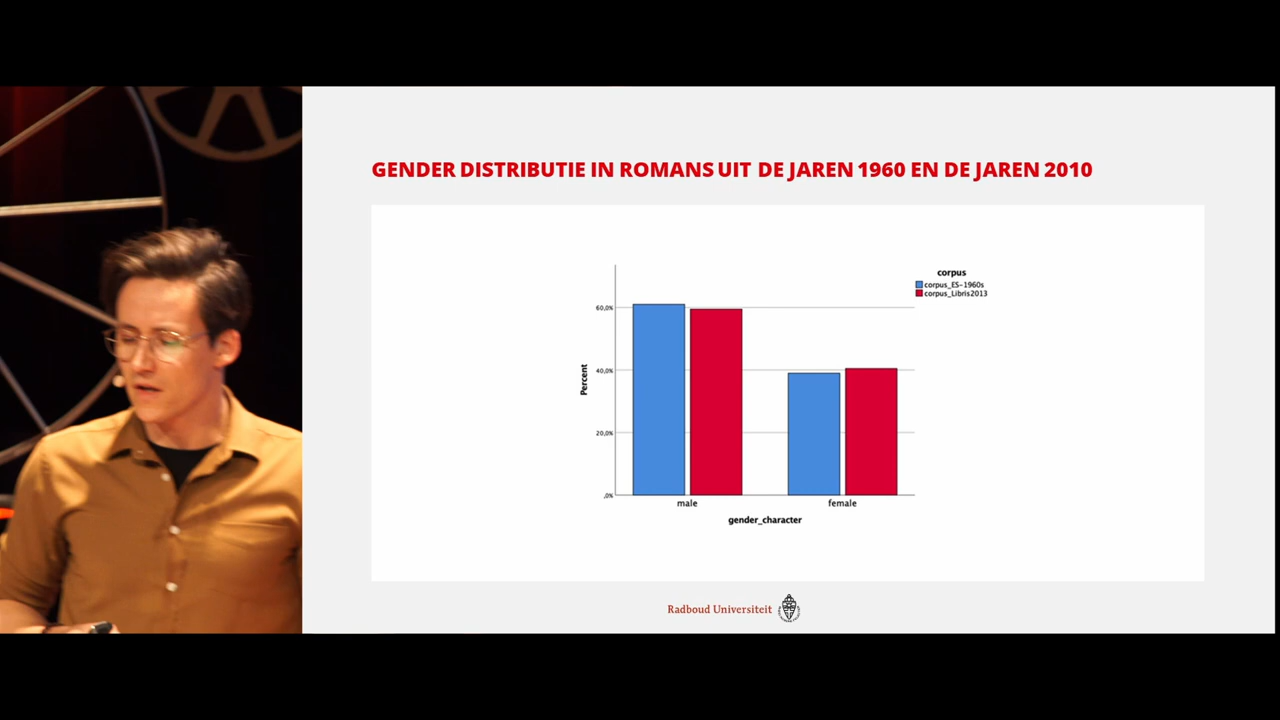 GENDER DISTRIBUTIE IN ROMANS UIT DE JAREN 1960 EN DE JAREN 2010
corpus
corpus_ES-1960s
corpus_Libris2013
60,0%
40,0%
20,0%
,0%
Percent
male
female
gender_character
Radboud Universiteit